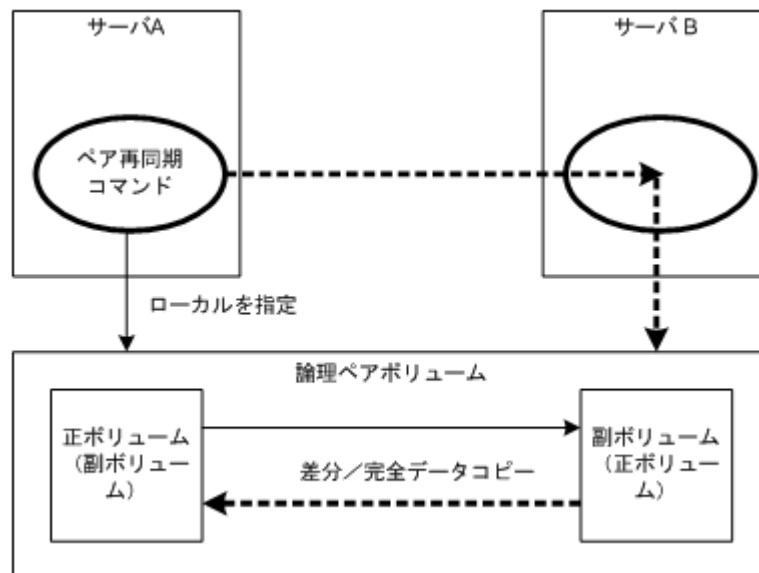 サーバA
サーバ B
ペア再同期
コマンド
ローカルを指定
論理ペアボリューム
正ボリューム
（副ボリュー
ム）
副ボリューム
（正ボリュー
ム）
差分／完全データコピー